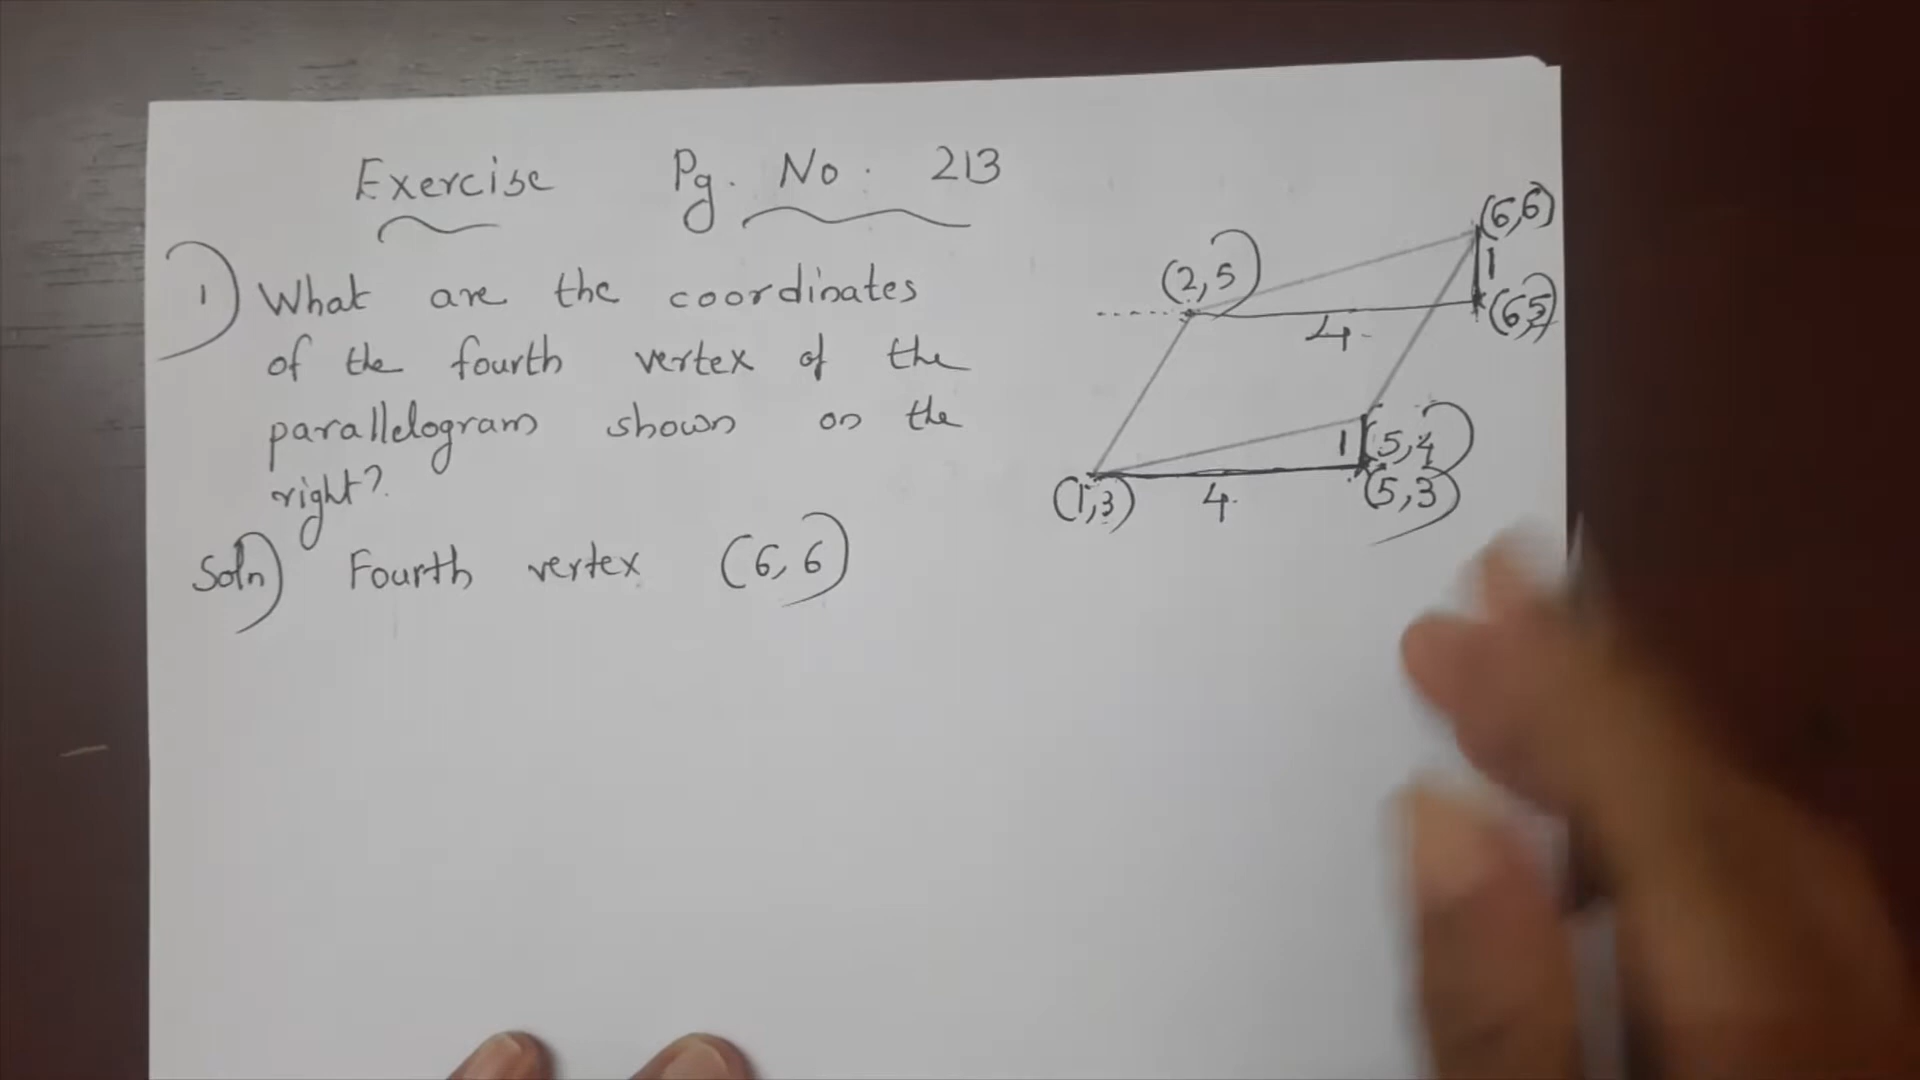 Exercise Pg. No: 213
1) What are the coordinates
of the fourth vertex of the
parallelogram shown on the
right?
Soln) Fourth vertex (6,6)
(6,6)
1
(2,5)
(6,5)
4
1 (5,4)
(1,3) 4 (5,3)